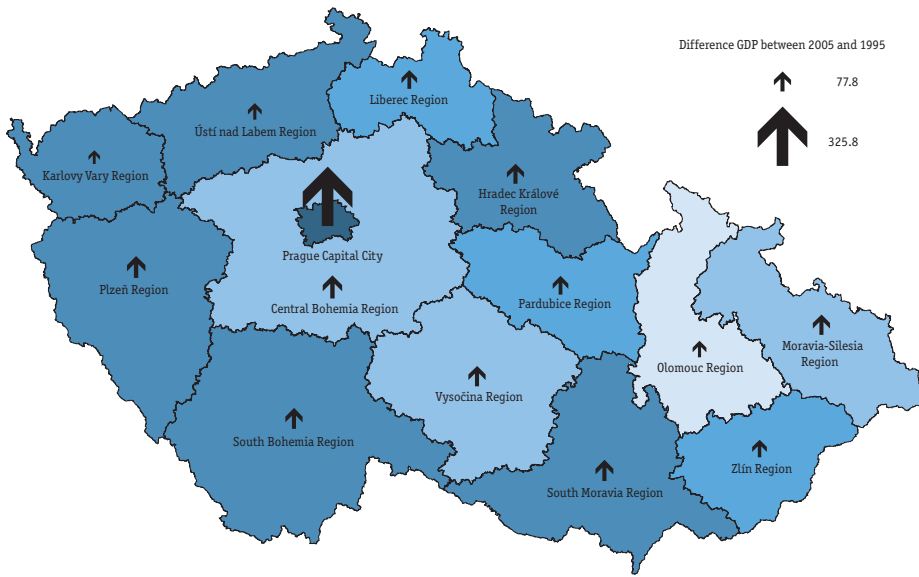 Difference GDP between 2005 and 1995
77.8
325.8
Liberec Region
Ústí nad Labem Region
Karlovy Vary Region
Hradec Králové
Region
Prague Capital City
Plzeň Region
Central Bohemia Region
Pardubice Region
Moravia-Silesia
Region
Olomouc Region
Vysočina Region
South Bohemia Region
Zlín Region
South Moravia Region